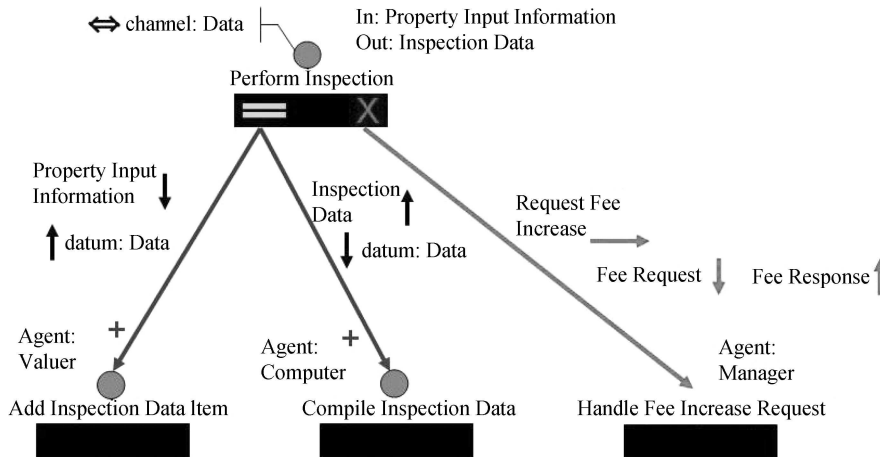 ⇔ channel: Data
In: Property Input Information
Out: Inspection Data
Perform Inspection
X
Property Input
Information
datum: Data
Inspection
Data
datum: Data
Request Fee
Increase
Fee Request
Fee Response
Agent:
Valuer
+
Agent:
Computer
+
Agent:
Manager
Add Inspection Data ltem
Compile Inspection Data
Handle Fee Increase Request